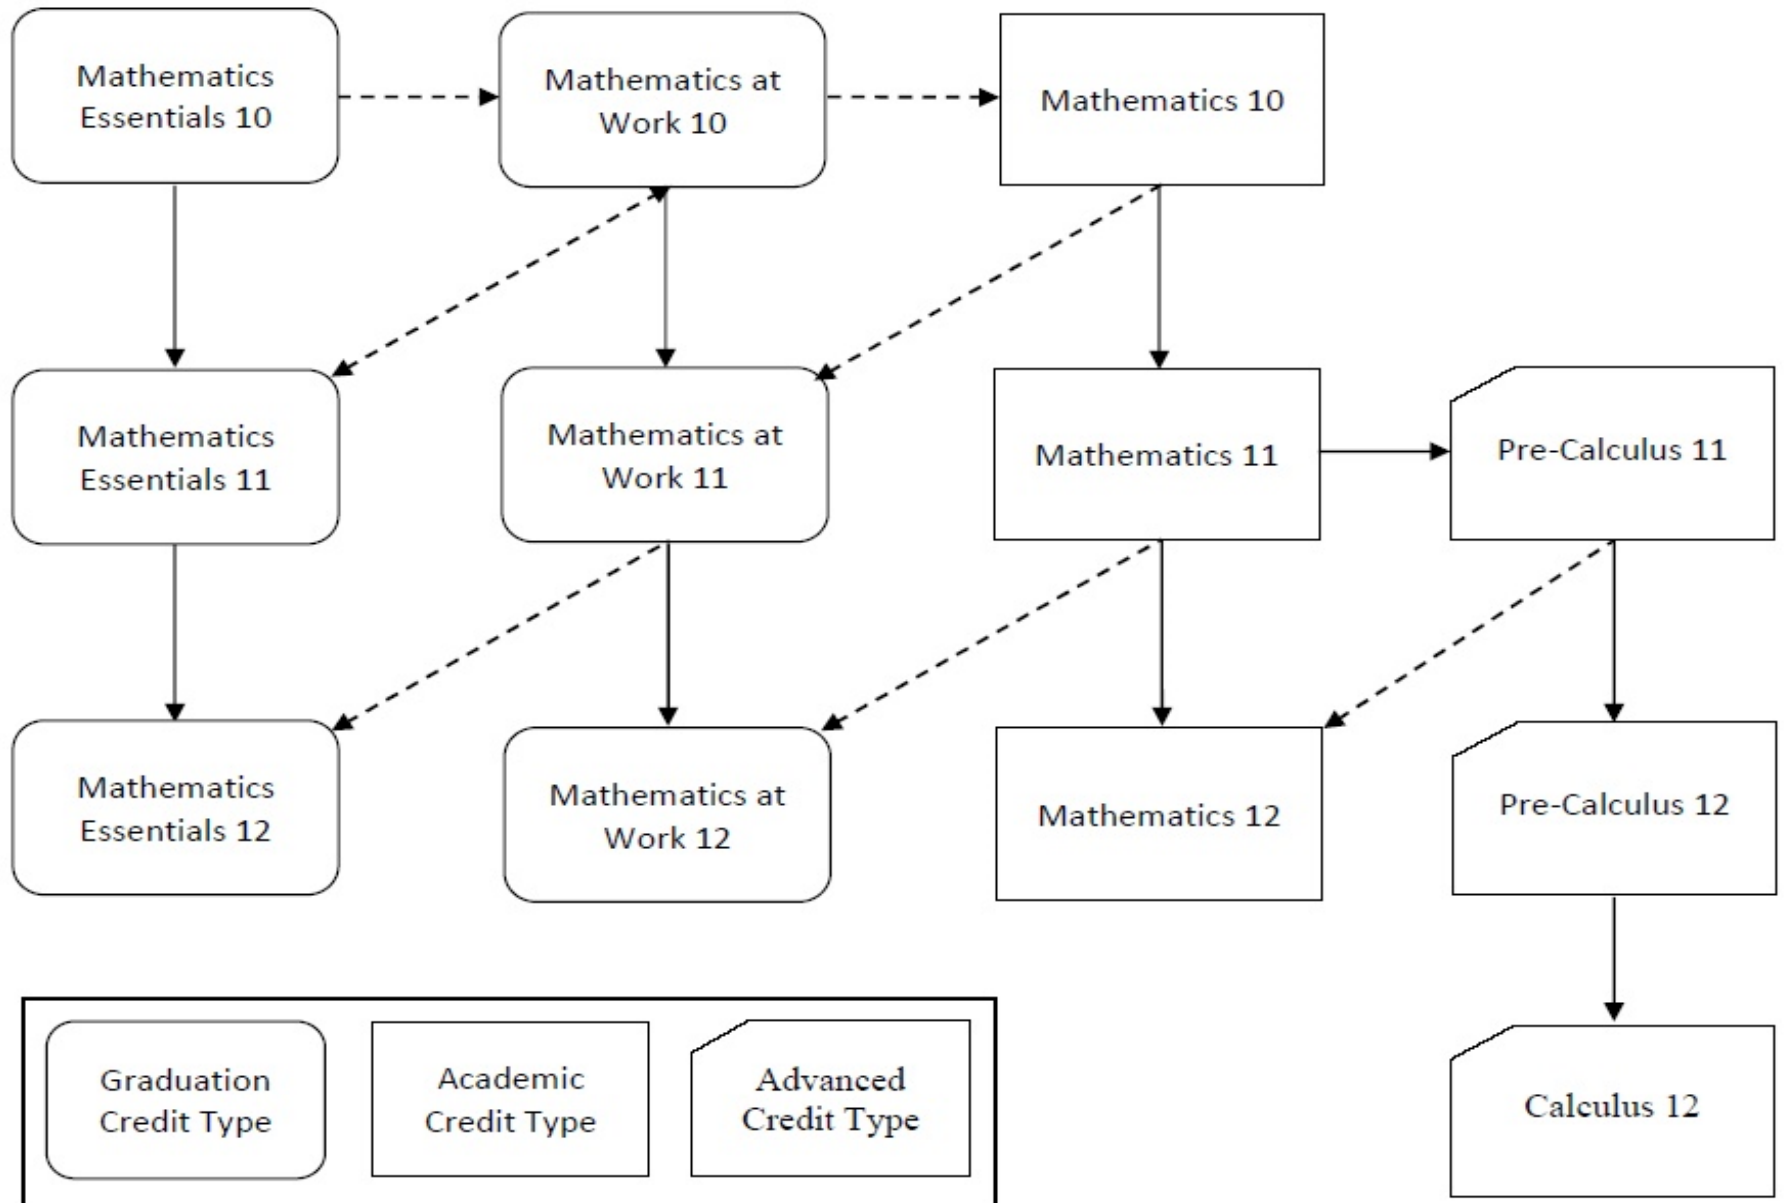 Mathematics
Essentials 10
Mathematics at
Work 10
Mathematics 10
Mathematics
Essentials 11
Mathematics at
Work 11
Mathematics 11
Pre-Calculus 11
Mathematics
Essentials 12
Mathematics at
Work 12
Mathematics 12
Pre-Calculus 12
Graduation
Credit Type
Academic
Credit Type
Advanced
Credit Type
Calculus 12